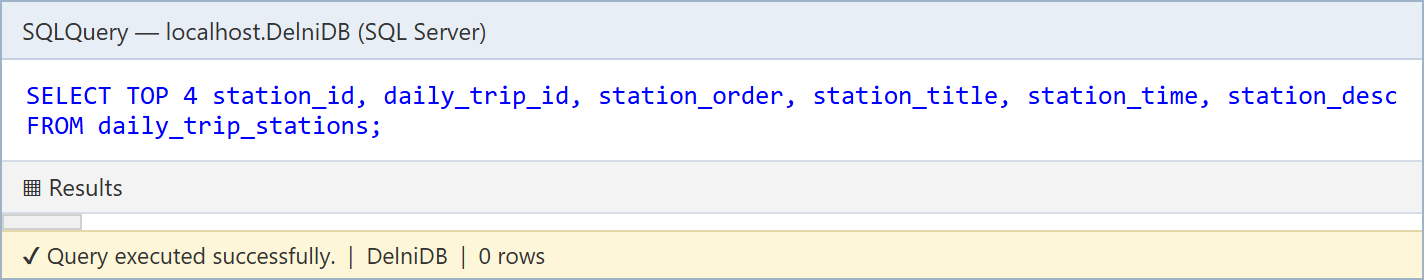 SQLQuery — localhost.DelniDB (SQL Server)
SELECT TOP 4 station_id, daily_trip_id, station_order, station_title, station_time, station_desc
FROM daily_trip_stations;
▦ Results
✔ Query executed successfully. | DelniDB | 0 rows